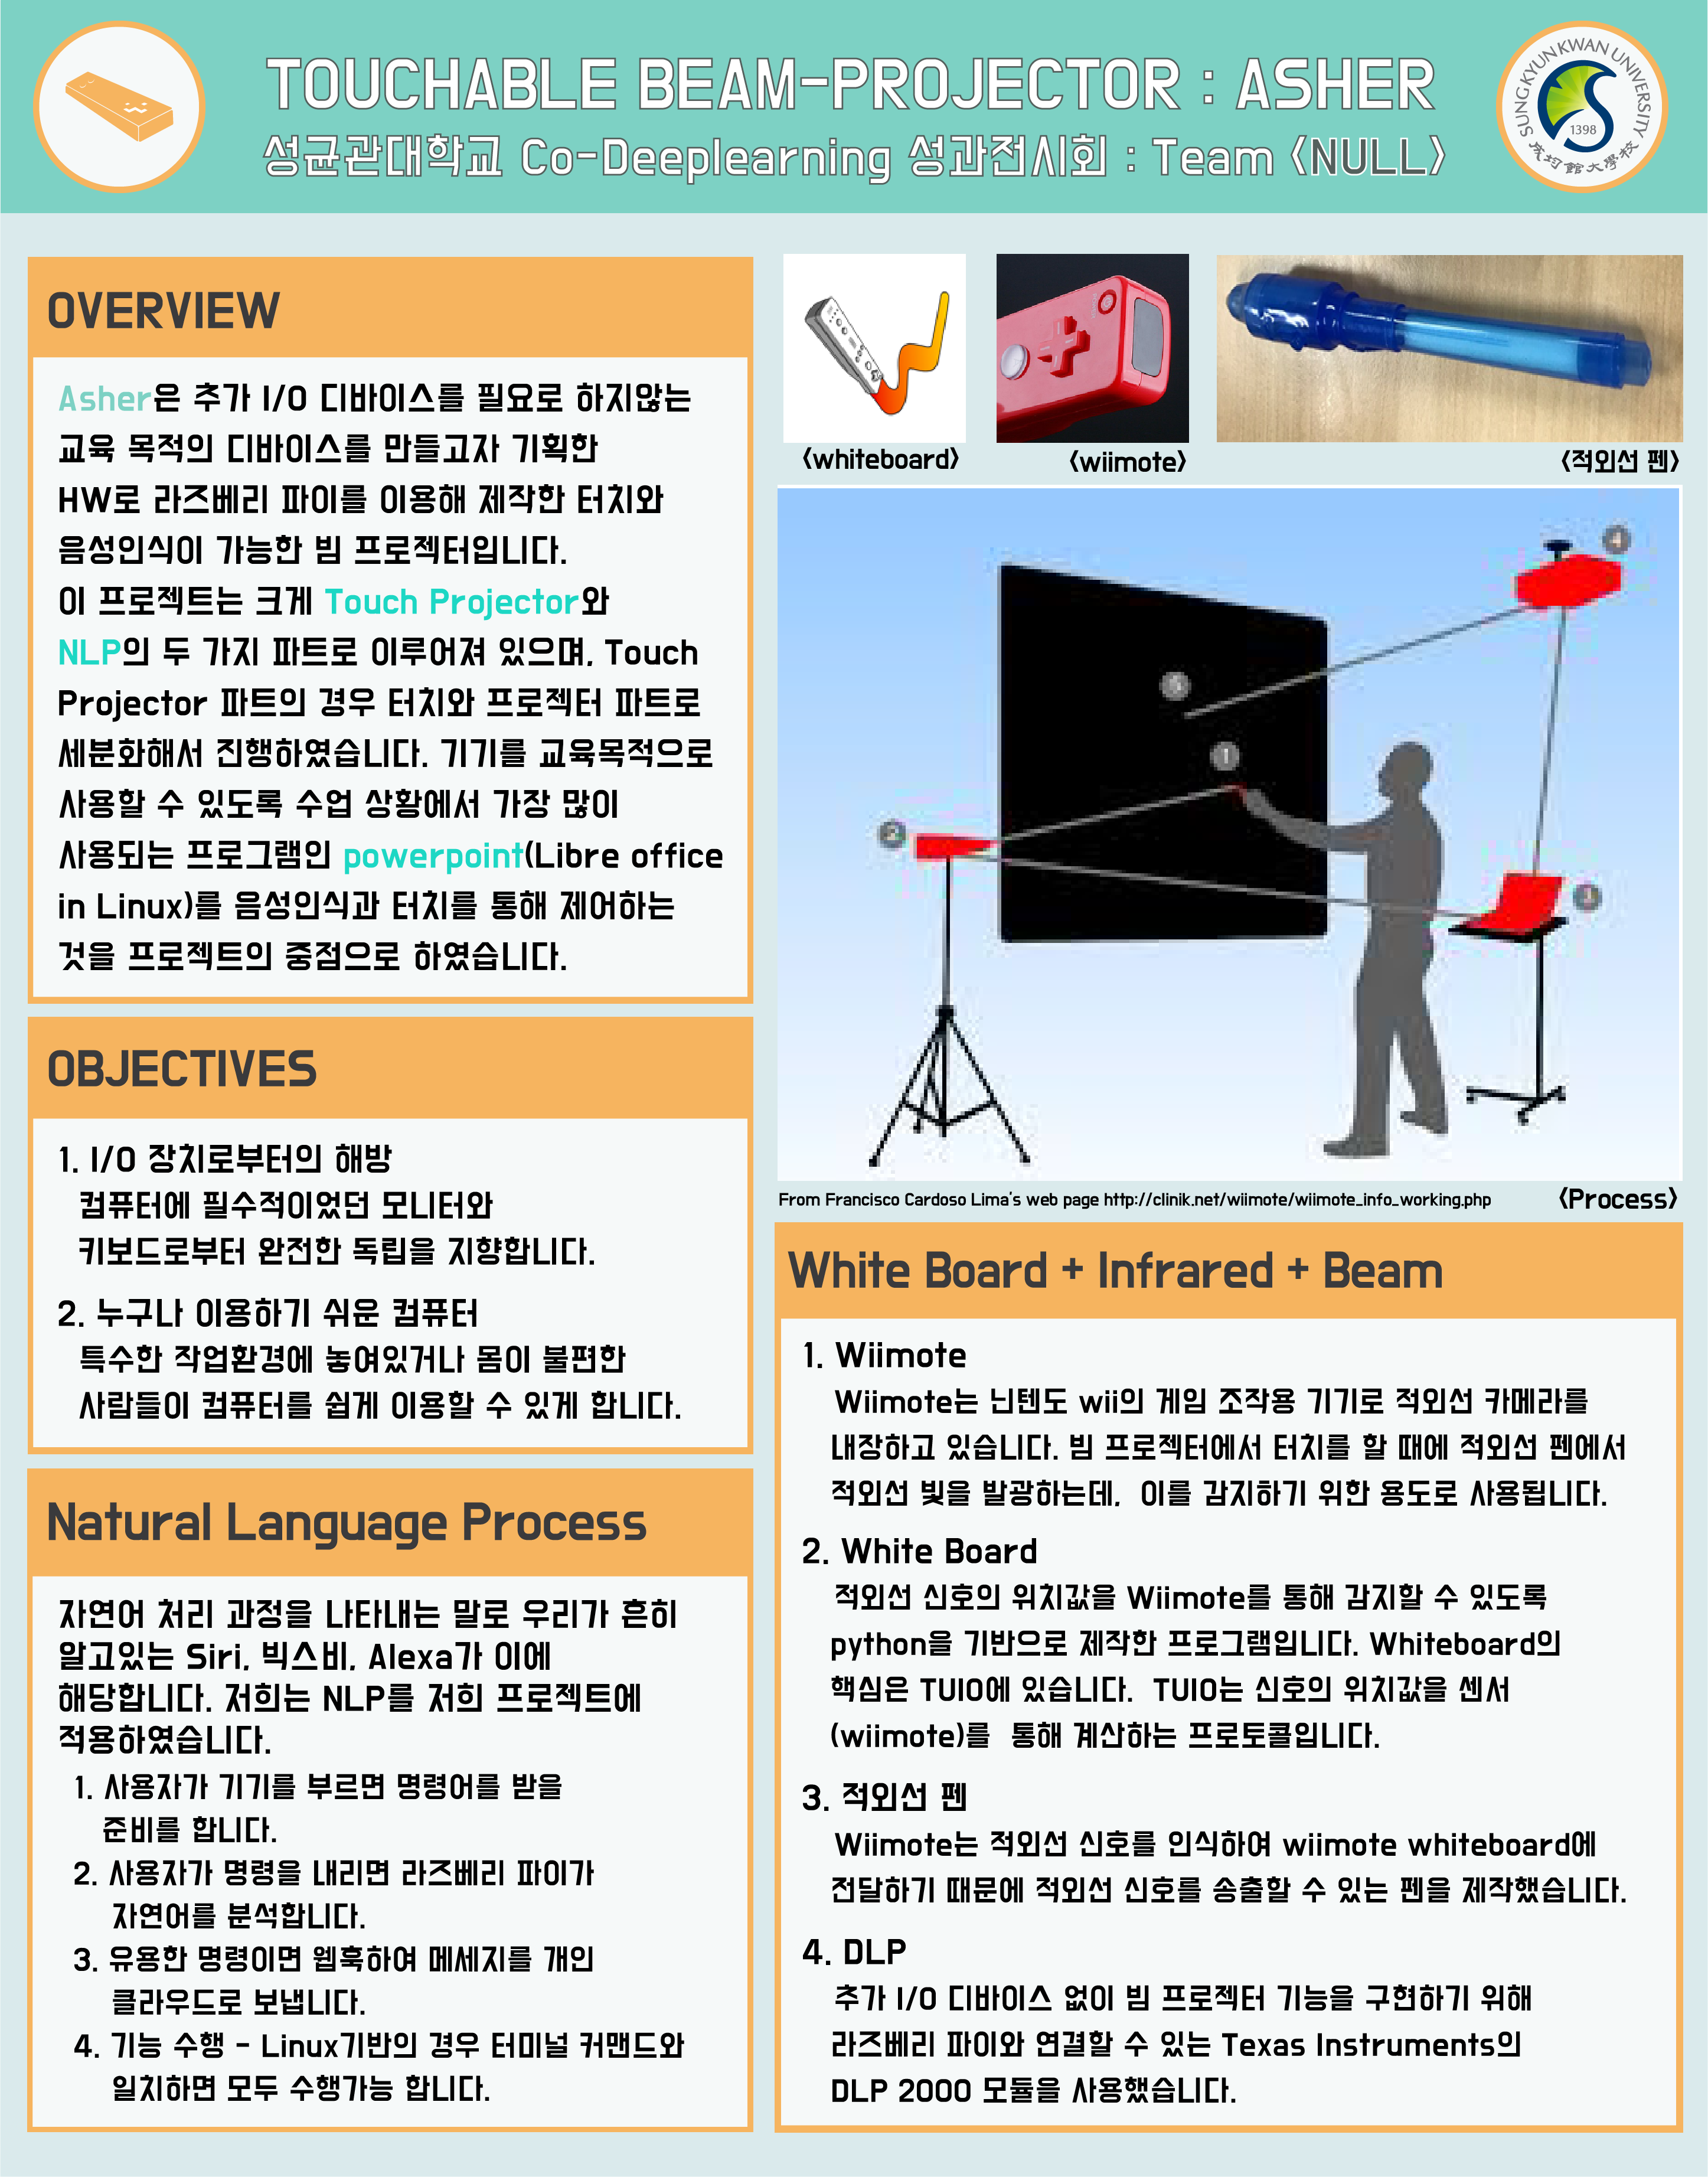 TOUCHABLE BEAM-PROJECTOR : ASHER
성균관대학교 Co-Deeplearning 성과전시회 : Team <NULL>
SUNGKYUNKWAN UNIVERSITY
1398
成均館大學校
OVERVIEW
Asher은 추가 I/O 디바이스를 필요로 하지않는
교육 목적의 디바이스를 만들고자 기획한
HW로 라즈베리 파이를 이용해 제작한 터치와
음성인식이 가능한 빔 프로젝터입니다.
이 프로젝트는 크게 Touch Projector와
NLP의 두 가지 파트로 이루어져 있으며, Touch
Projector 파트의 경우 터치와 프로젝터 파트로
세분화해서 진행하였습니다. 기기를 교육목적으로
사용할 수 있도록 수업 상황에서 가장 많이
사용되는 프로그램인 powerpoint(Libre office
in Linux)를 음성인식과 터치를 통해 제어하는
것을 프로젝트의 중점으로 하였습니다.
OBJECTIVES
1. I/O 장치로부터의 해방
컴퓨터에 필수적이었던 모니터와
키보드로부터 완전한 독립을 지향합니다.
2. 누구나 이용하기 쉬운 컴퓨터
특수한 작업환경에 놓여있거나 몸이 불편한
사람들이 컴퓨터를 쉽게 이용할 수 있게 합니다.
Natural Language Process
자연어 처리 과정을 나타내는 말로 우리가 흔히
알고있는 Siri, 빅스비, Alexa가 이에
해당합니다. 저희는 NLP를 저희 프로젝트에
적용하였습니다.
1. 사용자가 기기를 부르면 명령어를 받을
준비를 합니다.
2. 사용자가 명령을 내리면 라즈베리 파이가
자연어를 분석합니다.
3. 유용한 명령이면 웹훅하여 메세지를 개인
클라우드로 보냅니다.
4. 기능 수행 - Linux기반의 경우 터미널 커맨드와
일치하면 모두 수행가능 합니다.
<whiteboard>
<wiimote>
<적외선 펜>
4
1
From Francisco Cardoso Lima's web page http://clinik.net/wiimote/wiimote_info_working.php
<Process>
White Board + Infrared + Beam
1. Wiimote
Wiimote는 닌텐도 wii의 게임 조작용 기기로 적외선 카메라를
내장하고 있습니다. 빔 프로젝터에서 터치를 할 때에 적외선 펜에서
적외선 빛을 발광하는데, 이를 감지하기 위한 용도로 사용됩니다.
2. White Board
적외선 신호의 위치값을 Wiimote를 통해 감지할 수 있도록
python을 기반으로 제작한 프로그램입니다. Whiteboard의
핵심은 TUIO에 있습니다. TUIO는 신호의 위치값을 센서
(wiimote)를 통해 계산하는 프로토콜입니다.
3. 적외선 펜
Wiimote는 적외선 신호를 인식하여 wiimote whiteboard에
전달하기 때문에 적외선 신호를 송출할 수 있는 펜을 제작했습니다.
4. DLP
추가 I/O 디바이스 없이 빔 프로젝터 기능을 구현하기 위해
라즈베리 파이와 연결할 수 있는 Texas Instruments의
DLP 2000 모듈을 사용했습니다.